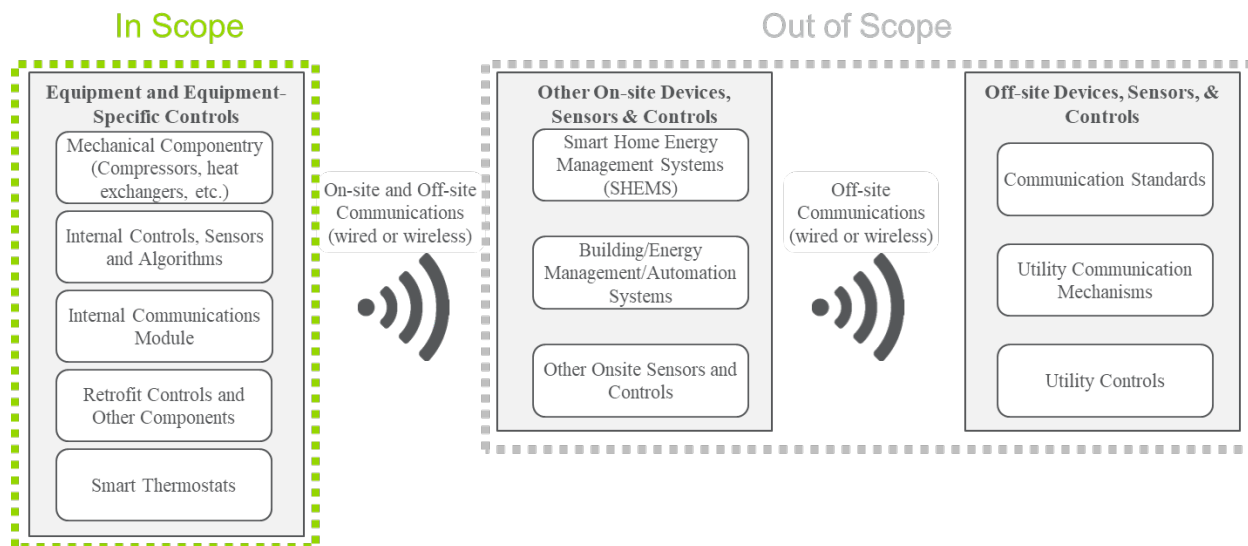 In Scope
Out of Scope
Equipment and Equipment-
Specific Controls
Mechanical Componentry
(Compressors, heat
exchangers, etc.)
Internal Controls, Sensors
and Algorithms
Internal Communications
Module
Retrofit Controls and
Other Components
Smart Thermostats
On-site and Off-site
Communications
(wired or wireless)
Other On-site Devices,
Sensors & Controls
Smart Home Energy
Management Systems
(SHEMS)
Building/Energy
Management/Automation
Systems
Other Onsite Sensors and
Controls
Off-site
Communications
(wired or wireless)
Off-site Devices, Sensors, &
Controls
Communication Standards
Utility Communication
Mechanisms
Utility Controls